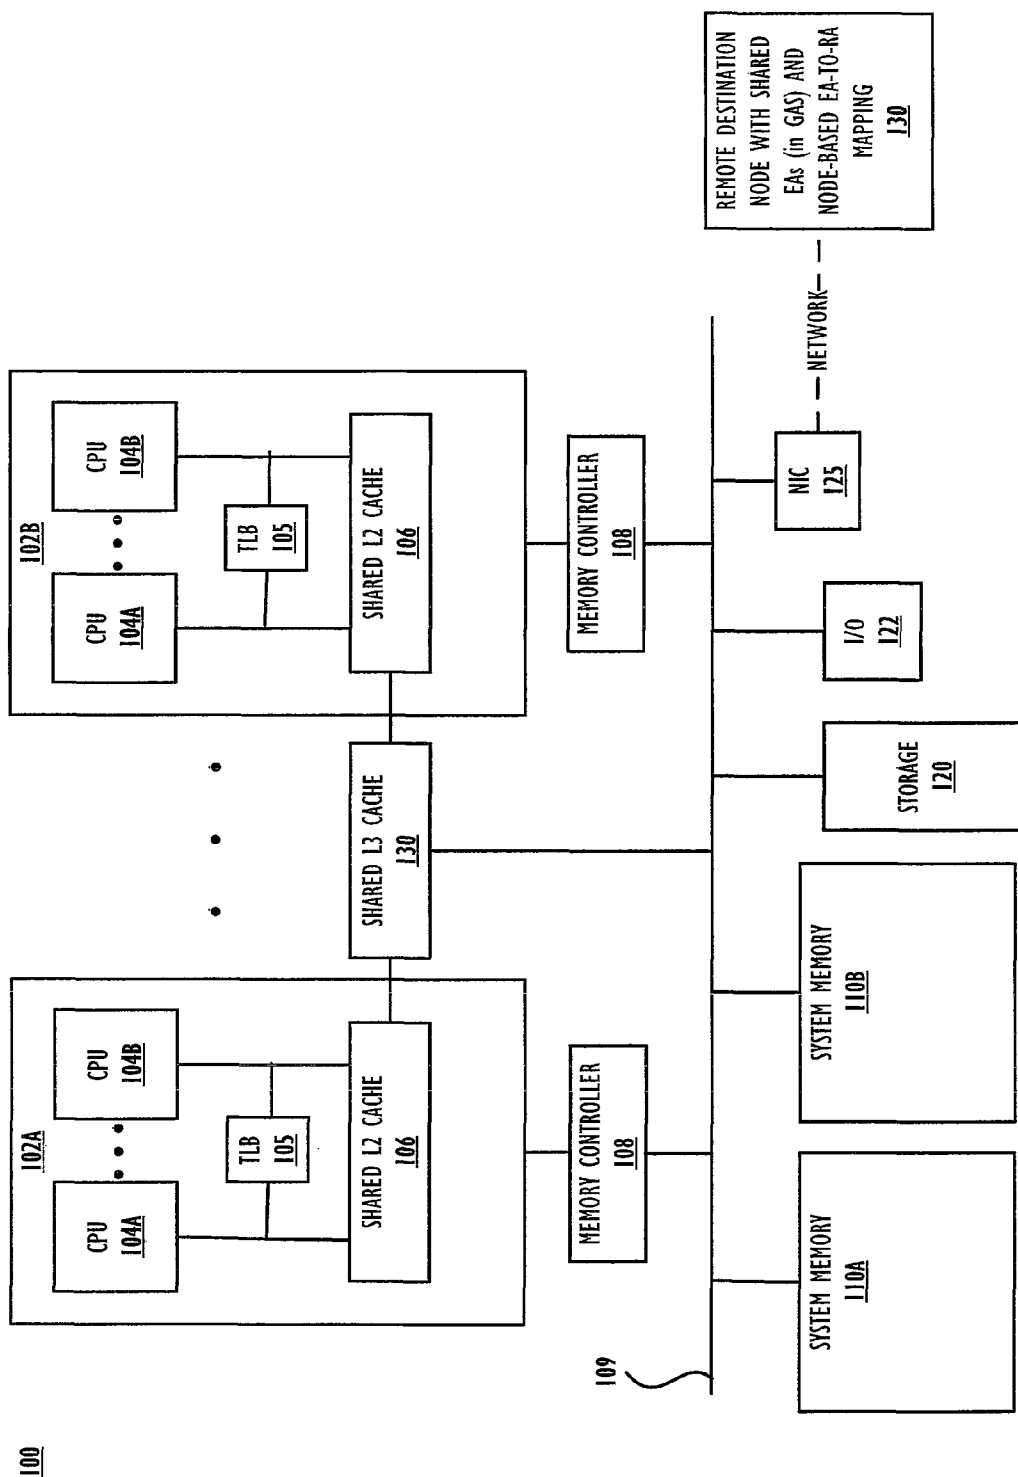 100
102A
CPU
104A
CPU
104B
TLB
105
SHARED L2 CACHE
106
102B
CPU
104A
CPU
104B
TLB
105
SHARED L2 CACHE
106
SHARED L3 CACHE
130
MEMORY CONTROLLER
108
MEMORY CONTROLLER
108
109
SYSTEM MEMORY
110A
SYSTEM MEMORY
110B
STORAGE
120
I/O
122
NIC
125
NETWORK
REMOTE DESTINATION
NODE WITH SHARED
EAs (in GAS) AND
NODE-BASED EA-TO-RA
MAPPING
130